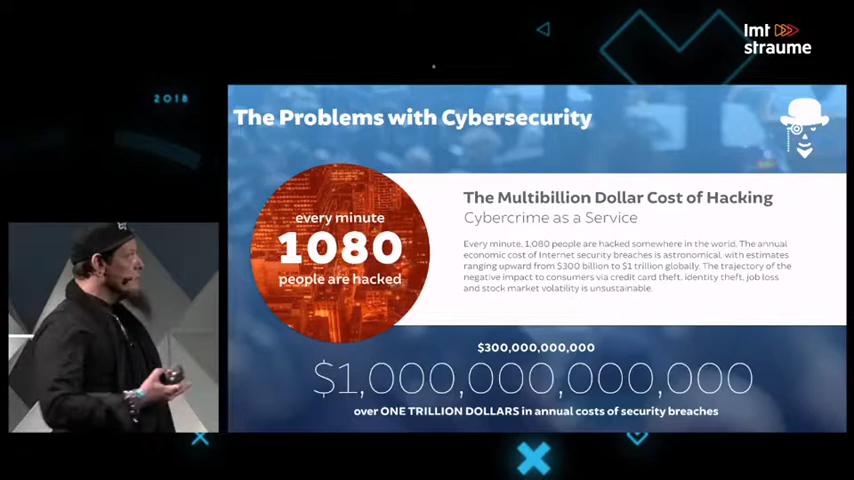 lmt
straume
2018
The Problems with Cybersecurity
every minute
1080
people are hacked
The Multibillion Dollar Cost of Hacking
Cybercrime as a Service
Every minute, 1,080 people are hacked somewhere in the world. The annual
economic cost of Internet security breaches is astronomical, with estimates
ranging upward from $300 billion to $1 trillion globally. The trajectory of the
negative impact to consumers via credit card theft, identity theft, job loss
and stock market volatility is unsustainable.
$300,000,000,000
$1,000,000,000,000
over ONE TRILLION DOLLARS in annual costs of security breaches